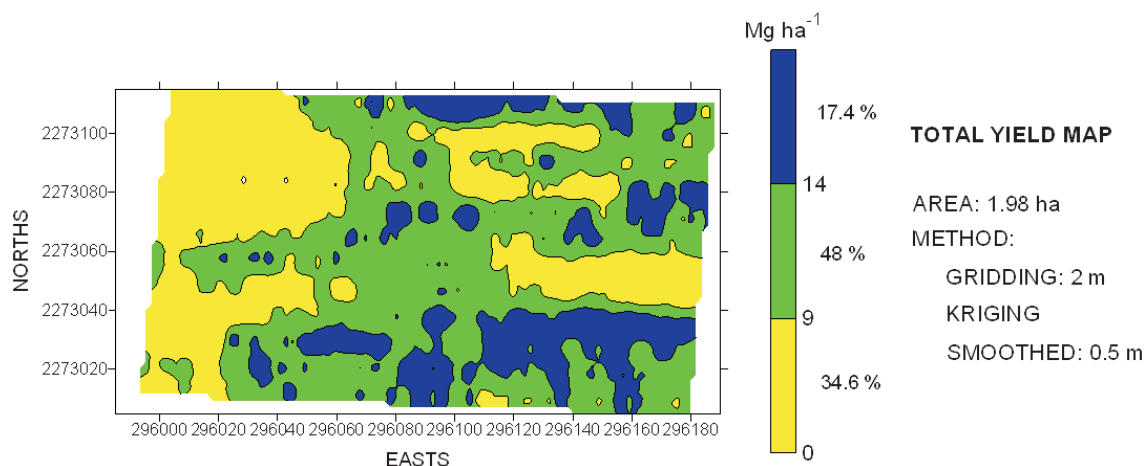 Mg ha-1
17.4 %
14
48 %
9
34.6 %
0
TOTAL YIELD MAP
AREA: 1.98 ha
METHOD:
GRIDDING: 2 m
KRIGING
SMOOTHED: 0.5 m
NORTHS
2273100
2273080
2273060
2273040
2273020
296000 296020 296040 296060 296080 296100 296120 296140 296160 296180
EASTS